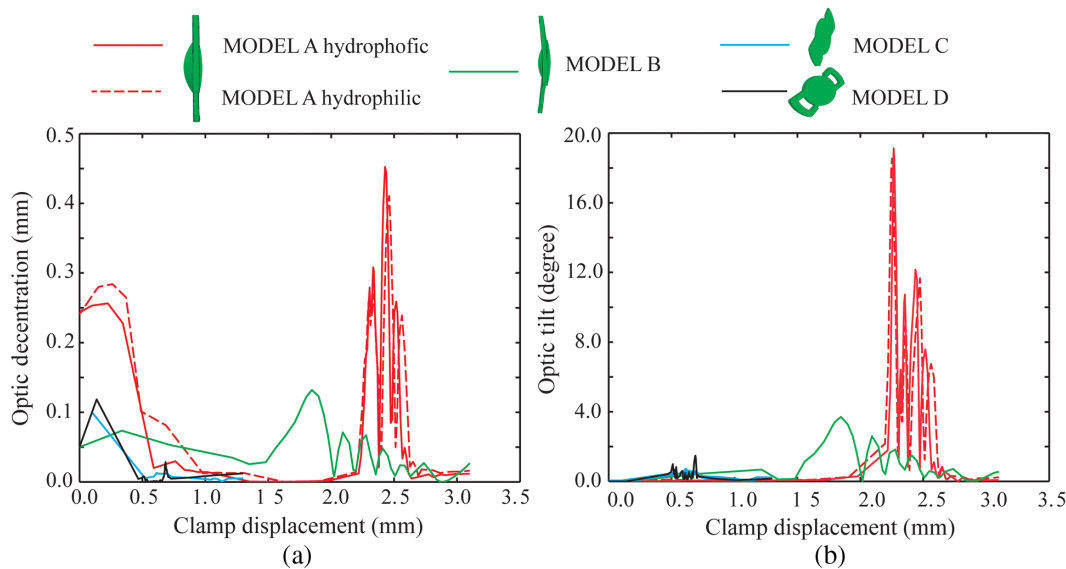 MODEL A hydrophofic
MODEL A hydrophilic
MODEL B
MODEL C
MODEL D
Optic decentration (mm)
0.5
0.4
0.3
0.2
0.1
0.0
0.0 0.5 1.0 1.5 2.0 2.5 3.0 3.5
Clamp displacement (mm)
(a)
Optic tilt (degree)
20.0
16.0
12.0
8.0
4.0
0.0
0.0 0.5 1.0 1 5 2.0 2.5 3.0 3.5
Clamp displacement (mm)
(b)